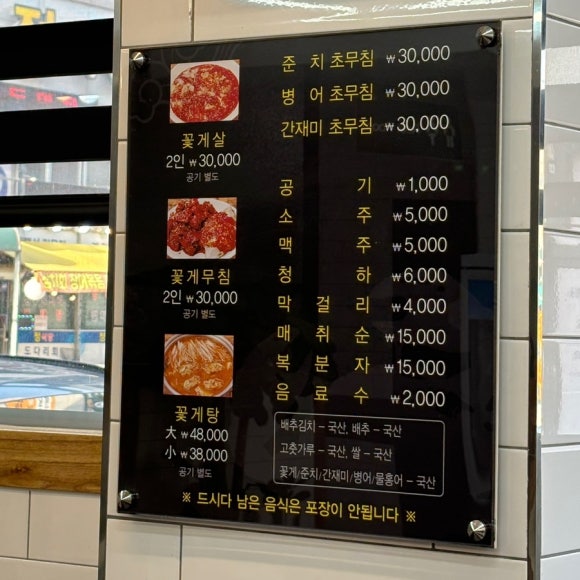 준치초무침 ₩30,000
병어초무침 ₩30,000
간재미초무침 ₩30,000
꽃게살
2인 ₩30,000
공기 별도
꽃게무침
2인 ₩30,000
공기 별도
꽃게탕
大 ₩48,000
小 ₩38,000
공기 별도
공기 ₩1,000
소주 ₩5,000
맥주 ₩5,000
청하 ₩6,000
막걸리 ₩4,000
매취순 ₩15,000
복분자 ₩15,000
음료수 ₩2,000
배추김치 – 국산, 배추 – 국산
고춧가루 – 국산, 쌀 – 국산
꽃게/준치/간재미/병어/물홍어 – 국산
※ 드시다 남은 음식은 포장이 안됩니다 ※
도다리회